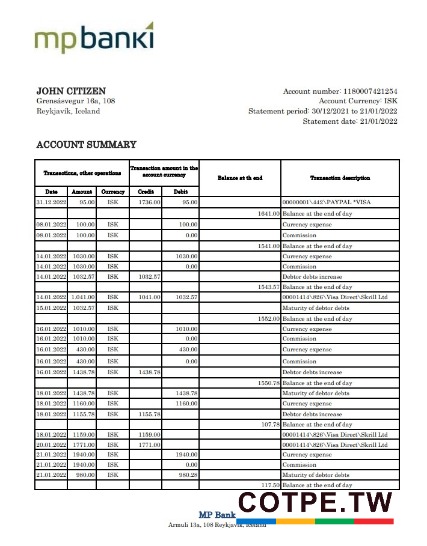 mpbanki
JOHN CITIZEN
Account number: 1180007421254
Grensásvegur 16a, 108
Account Currency: ISK
Reykjavik, Iceland
Statement period: 30/12/2021 to 21/01/2022
Statement date: 21/01/2022
ACCOUNT SUMMARY
Transactions, other operations Transaction amount in the account currency Balance at th end Transaction description
Date Amount Currency Credit Debit
31.12.2022 95.00 ISK 1736.00 95.00 00000001\442\PAYPAL *VISA
1641.00 Balance at the end of day
08.01.2022 100.00 ISK 100.00 Currency expense
08.01.2022 100.00 ISK 0.00 Commission
1541.00 Balance at the end of day
14.01.2022 1030.00 ISK 1030.00 Currency expense
14.01.2022 1030.00 ISK 0.00 Commission
14.01.2022 1032.57 ISK 1032.57 Debtor debts increase
1543.57 Balance at the end of day
14.01.2022 1,041.00 ISK 1041.00 1032.57 00001414\826\Visa Direct\Skrill Ltd
15.01.2022 1032.57 ISK Maturity of debtor debts
1552.00 Balance at the end of day
16.01.2022 1010.00 ISK 1010.00 Currency expense
16.01.2022 1010.00 ISK 0.00 Commission
16.01.2022 430.00 ISK 430.00 Currency expense
16.01.2022 430.00 ISK 0.00 Commission
16.01.2022 1438.78 ISK 1438.78 Debtor debts increase
1550.78 Balance at the end of day
18.01.2022 1438.78 ISK 1438.78 Maturity of debtor debts
18.01.2022 1160.00 ISK 1160.00 Currency expense
18.01.2022 1155.78 ISK 1155.78 Debtor debts increase
107.78 Balance at the end of day
18.01.2022 1159.00 ISK 1159.00 00001414\826\Visa Direct\Skrill Ltd
20.01.2022 1771.00 ISK 1771.00 00001414\826\Visa Direct\Skrill Ltd
21.01.2022 1940.00 ISK 1940.00 Currency expense
21.01.2022 1940.00 ISK 0.00 Commission
21.01.2022 980.00 ISK 980.28 Maturity of debtor debts
117.50 Balance at the end of day
COTPE.TW
MP Bank
Armuli 13a, 108 Reykjavik, Iceland